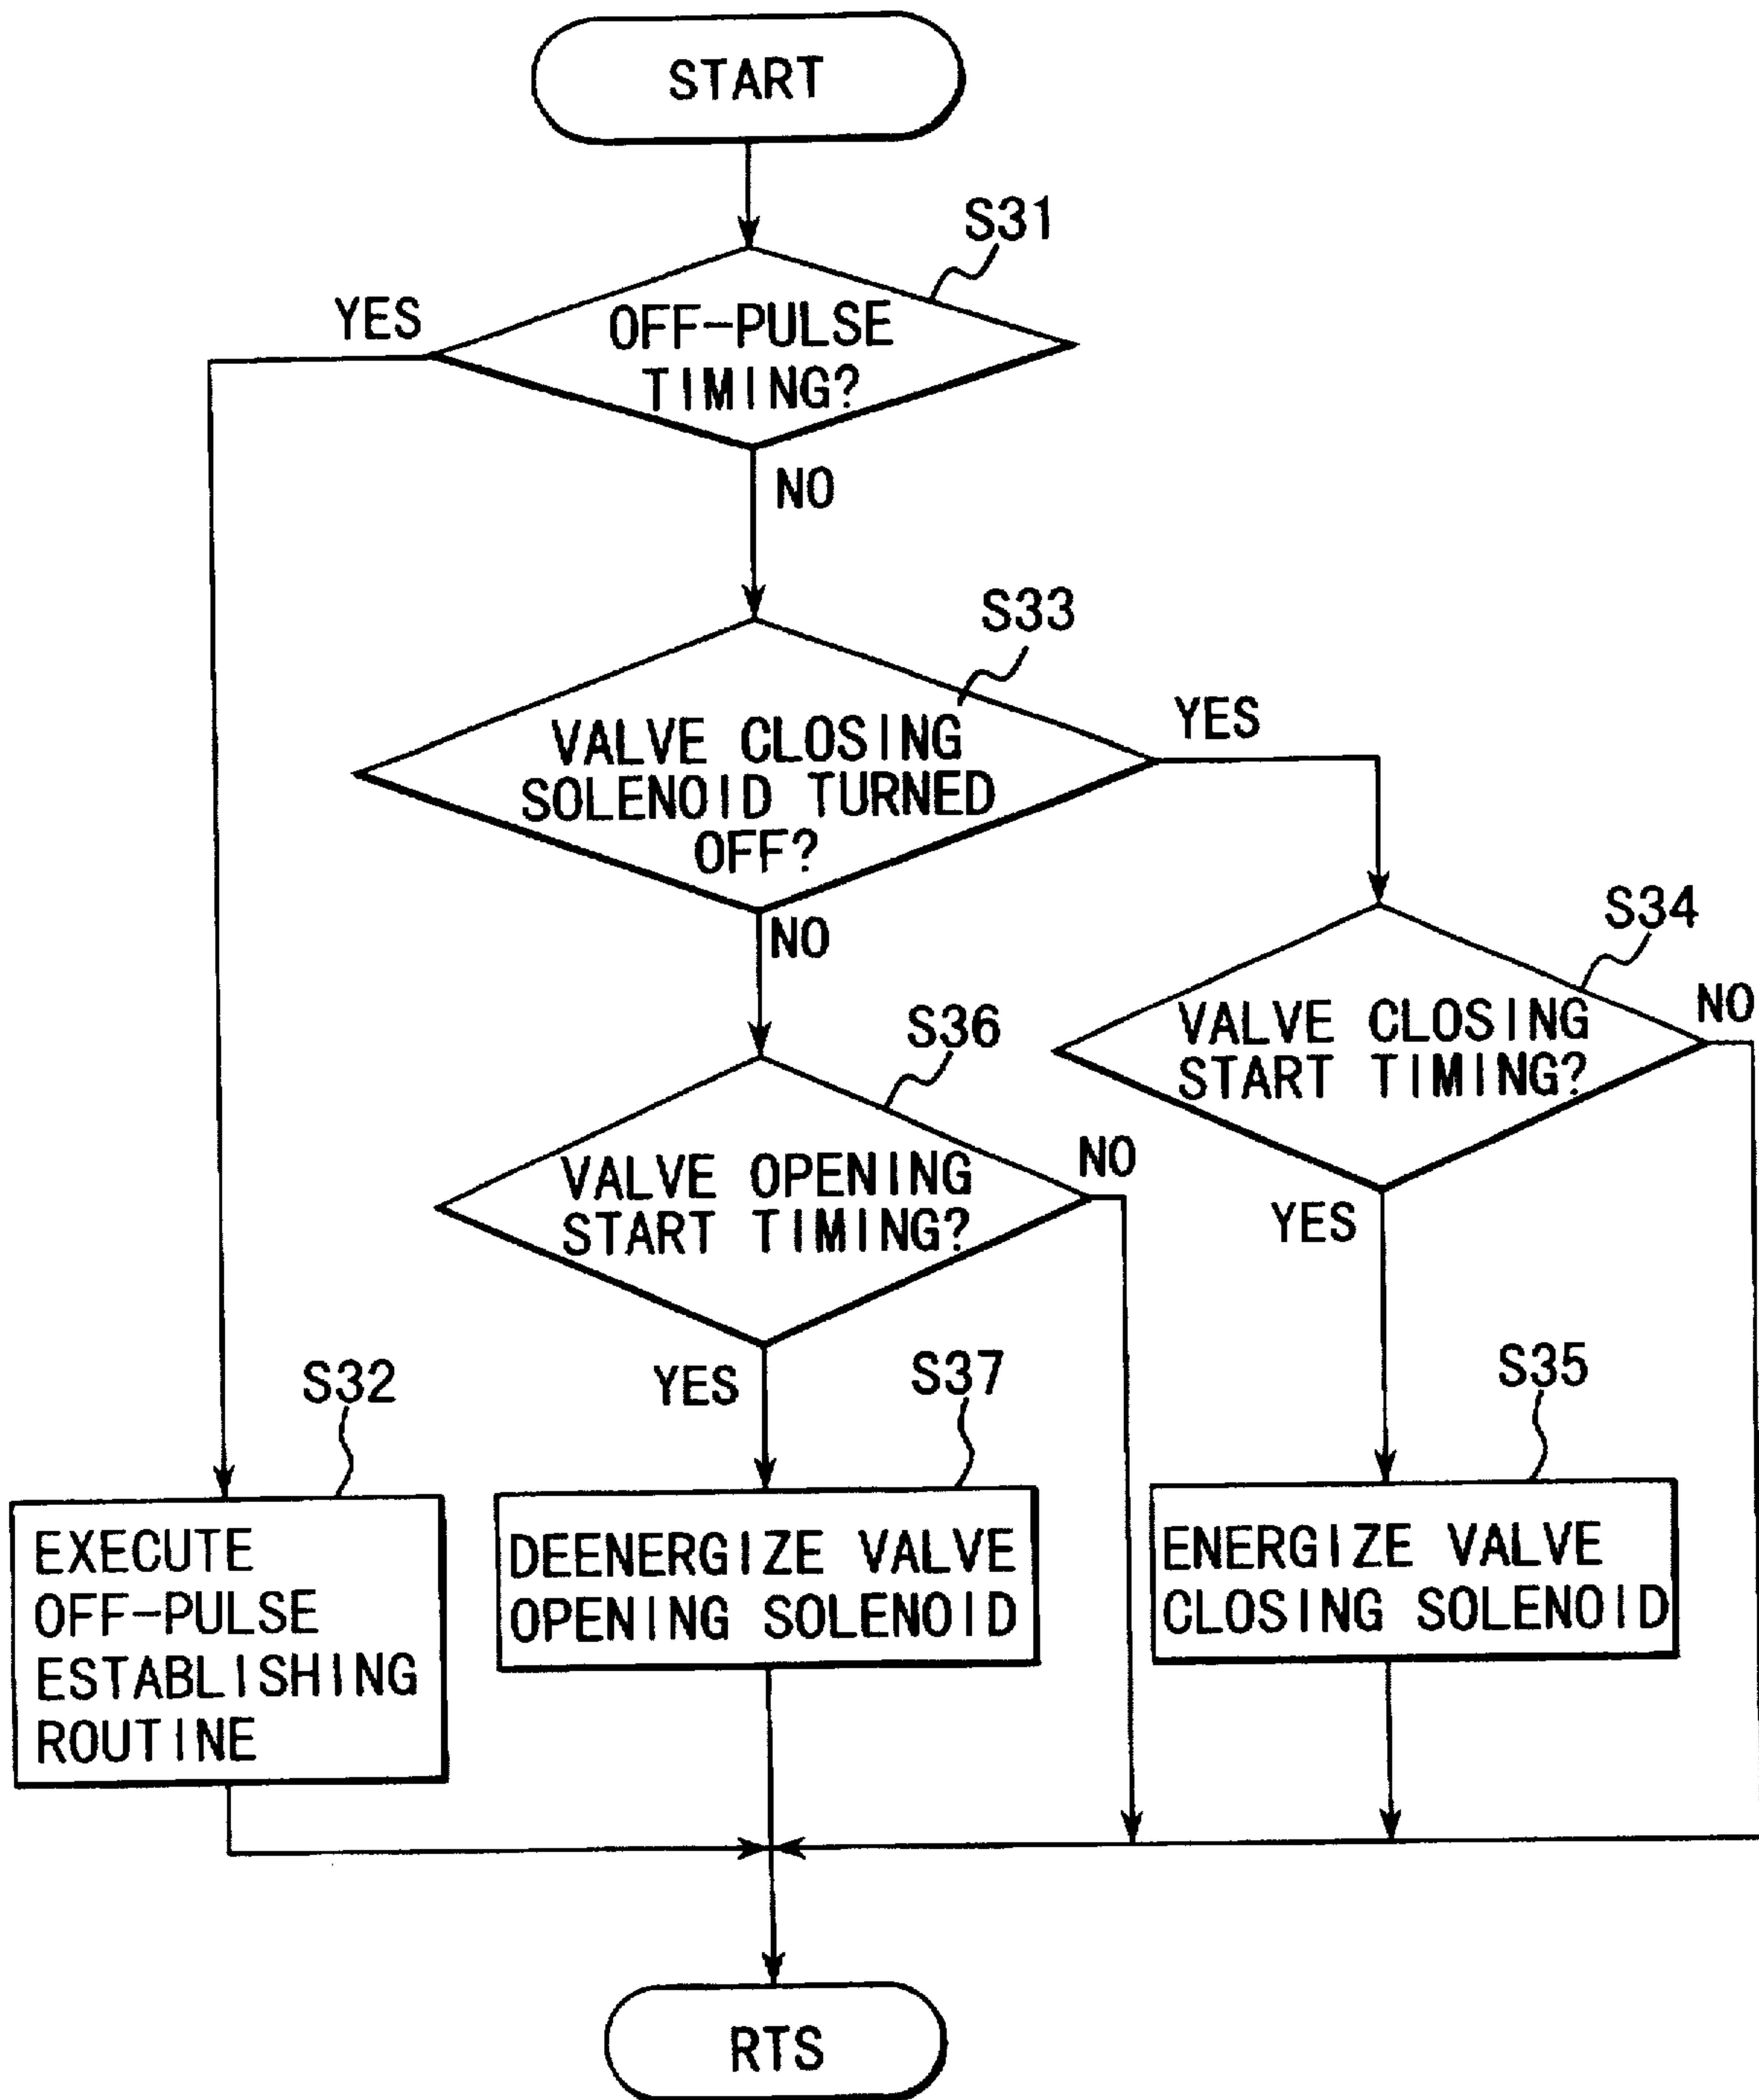 START
S31
YES
OFF-PULSE
TIMING?
NO
S33
VALVE CLOSING
SOLENOID TURNED
OFF?
YES
NO
S34
VALVE CLOSING
START TIMING?
NO
S36
VALVE OPENING
START TIMING?
NO
YES
YES
S32
S37
S35
EXECUTE
OFF-PULSE
ESTABLISHING
ROUTINE
DEENERGIZE VALVE
OPENING SOLENOID
ENERGIZE VALVE
CLOSING SOLENOID
RTS